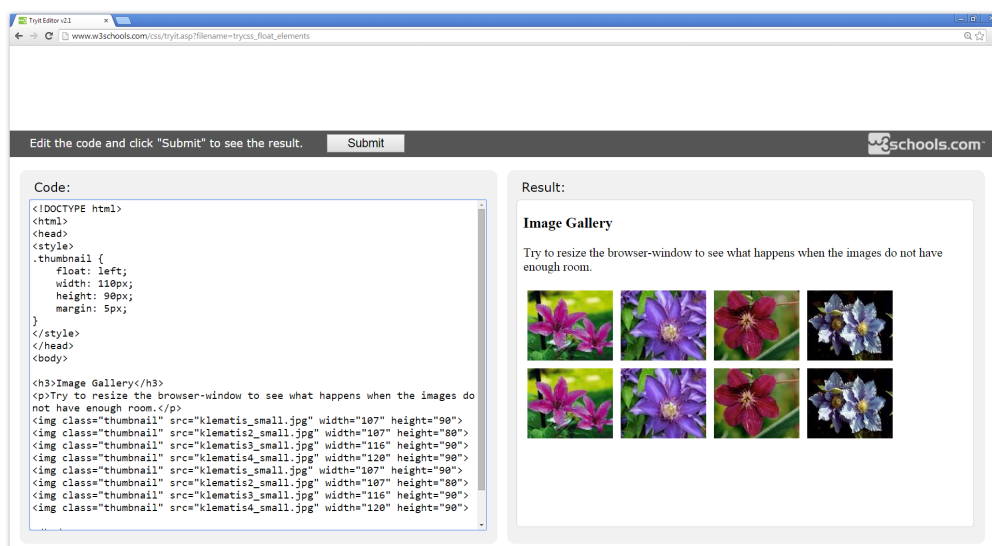 Tryit Editor v2.1
www.w3schools.com/css/tryit.asp?filename=trycss_float_elements
Edit the code and click "Submit" to see the result.
Submit
w3schools.com
Code:
<!DOCTYPE html>
<html>
<head>
<style>
.thumbnail {
    float: left;
    width: 110px;
    height: 90px;
    margin: 5px;
}
</style>
</head>
<body>
<h3>Image Gallery</h3>
<p>Try to resize the browser-window to see what happens when the images do
not have enough room.</p>
<img class="thumbnail" src="klematis_small.jpg" width="107" height="90">
<img class="thumbnail" src="klematis2_small.jpg" width="107" height="80">
<img class="thumbnail" src="klematis3_small.jpg" width="116" height="90">
<img class="thumbnail" src="klematis4_small.jpg" width="120" height="90">
<img class="thumbnail" src="klematis_small.jpg" width="107" height="90">
<img class="thumbnail" src="klematis2_small.jpg" width="107" height="80">
<img class="thumbnail" src="klematis3_small.jpg" width="116" height="90">
<img class="thumbnail" src="klematis4_small.jpg" width="120" height="90">
Result:
Image Gallery
Try to resize the browser-window to see what happens when the images do not have
enough room.